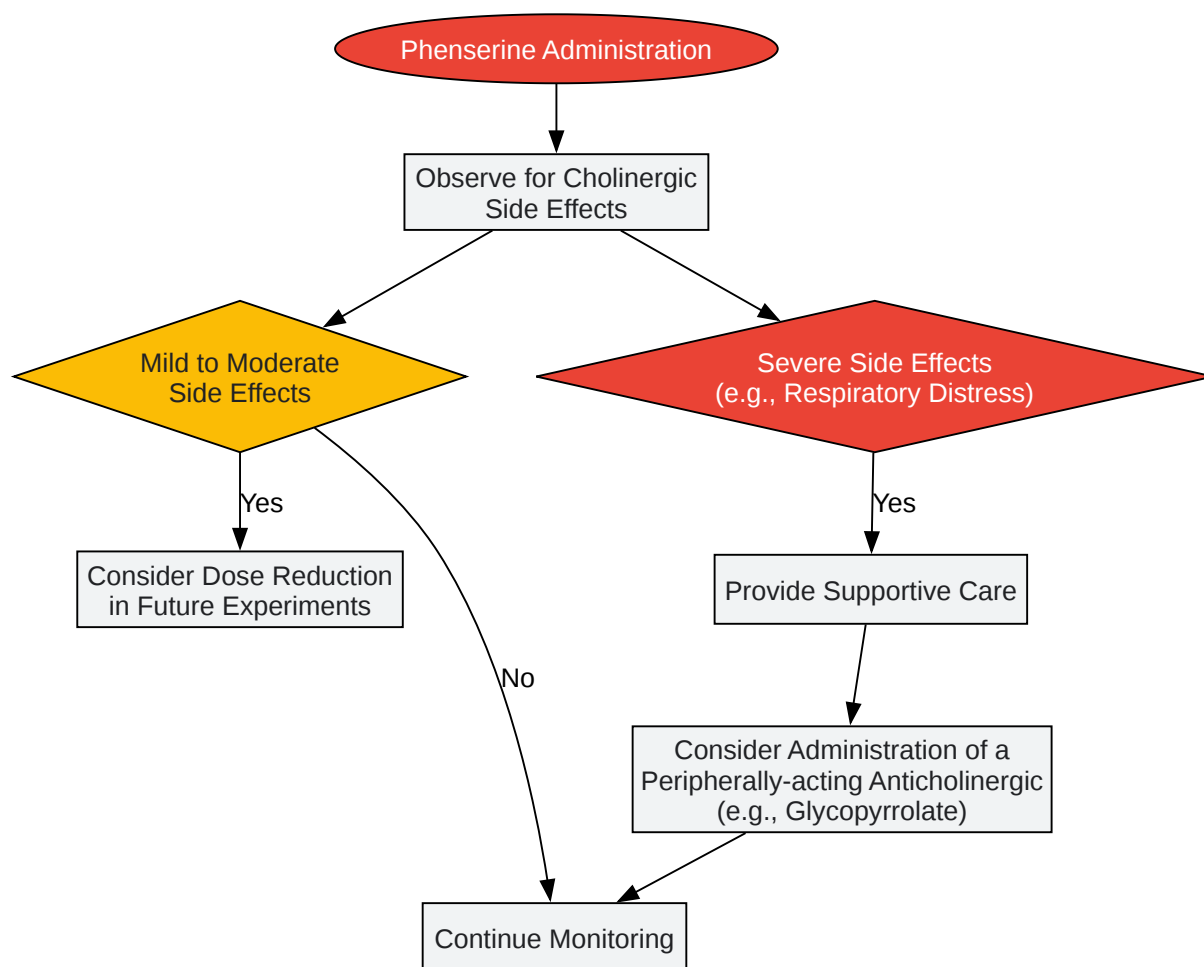 Phenserine Administration
Observe for Cholinergic
Side Effects
Mild to Moderate
Side Effects
Severe Side Effects
(e.g., Respiratory Distress)
Yes
Yes
Consider Dose Reduction
in Future Experiments
Provide Supportive Care
No
Consider Administration of a
Peripherally-acting Anticholinergic
(e.g., Glycopyrrolate)
Continue Monitoring